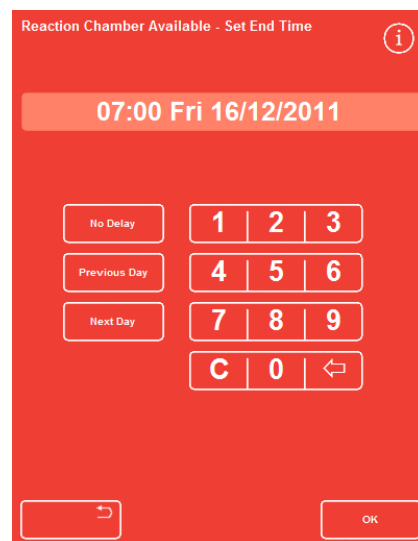 Reaction Chamber Available - Set End Time
i
07:00 Fri 16/12/2011
No Delay
1 2 3
Previous Day
4 5 6
Next Day
7 8 9
C 0
OK